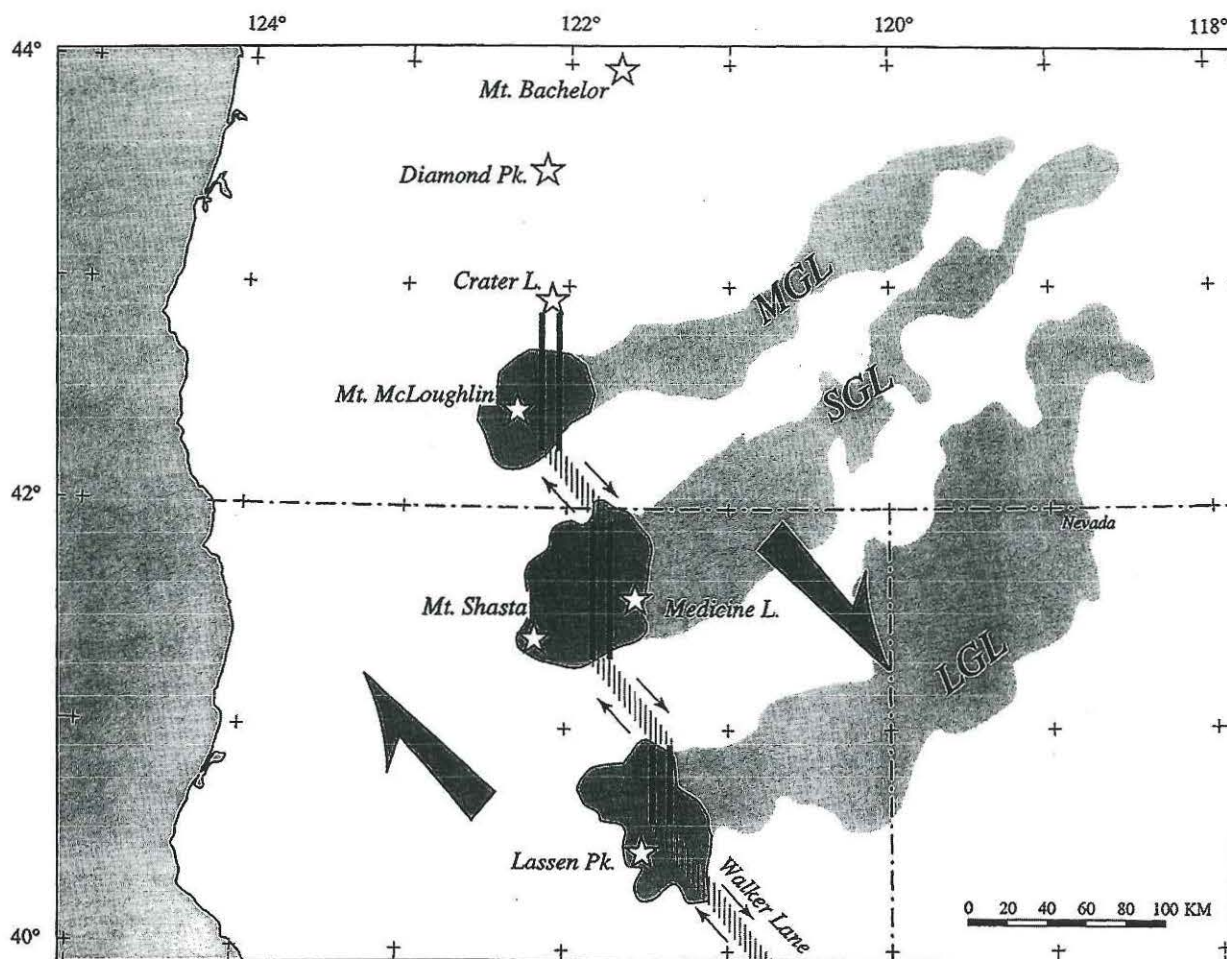 124°
122°
120°
118°
44°
Mt. Bachelor
Diamond Pk.
Crater L.
MGL
Mt. McLoughlin
SGL
42°
Nevada
Mt. Shasta
Medicine L.
LGL
Lassen Pk.
Walker Lane
0 20 40 60 80 100 KM
40°